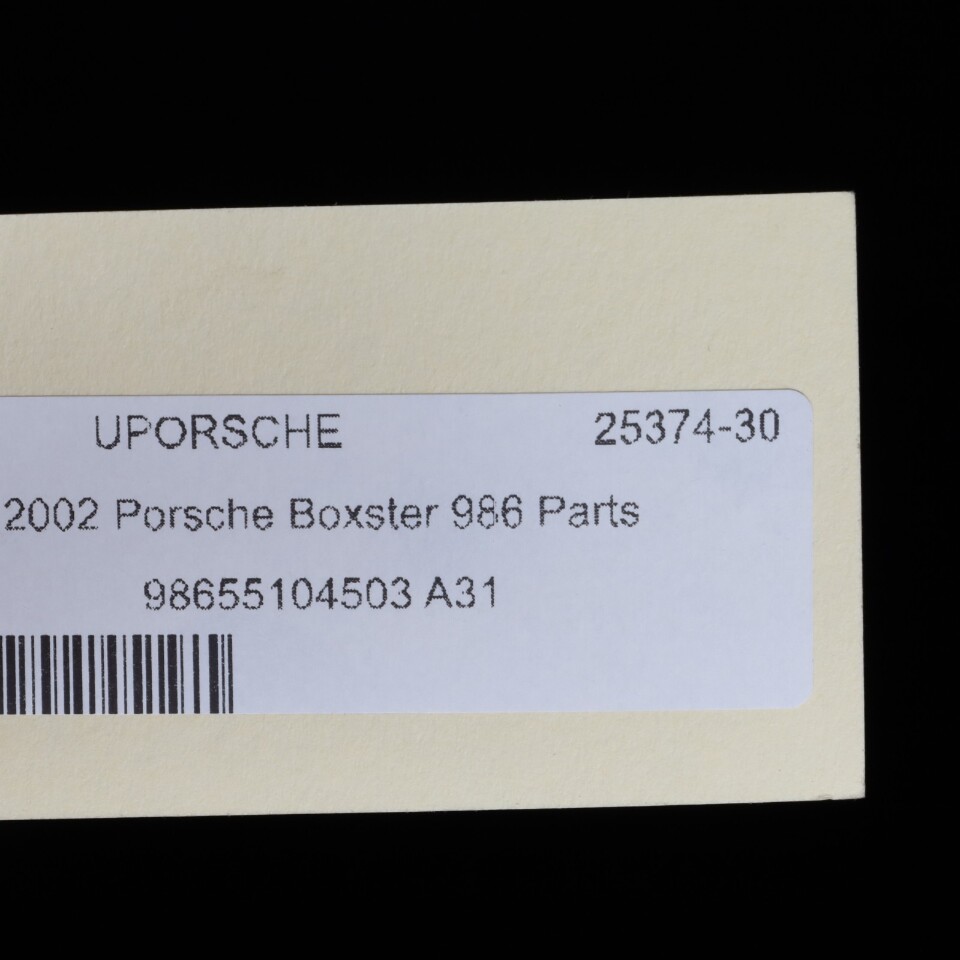 UPORSCHE 25374-30
2002 Porsche Boxster 986 Parts
98655104503 A31